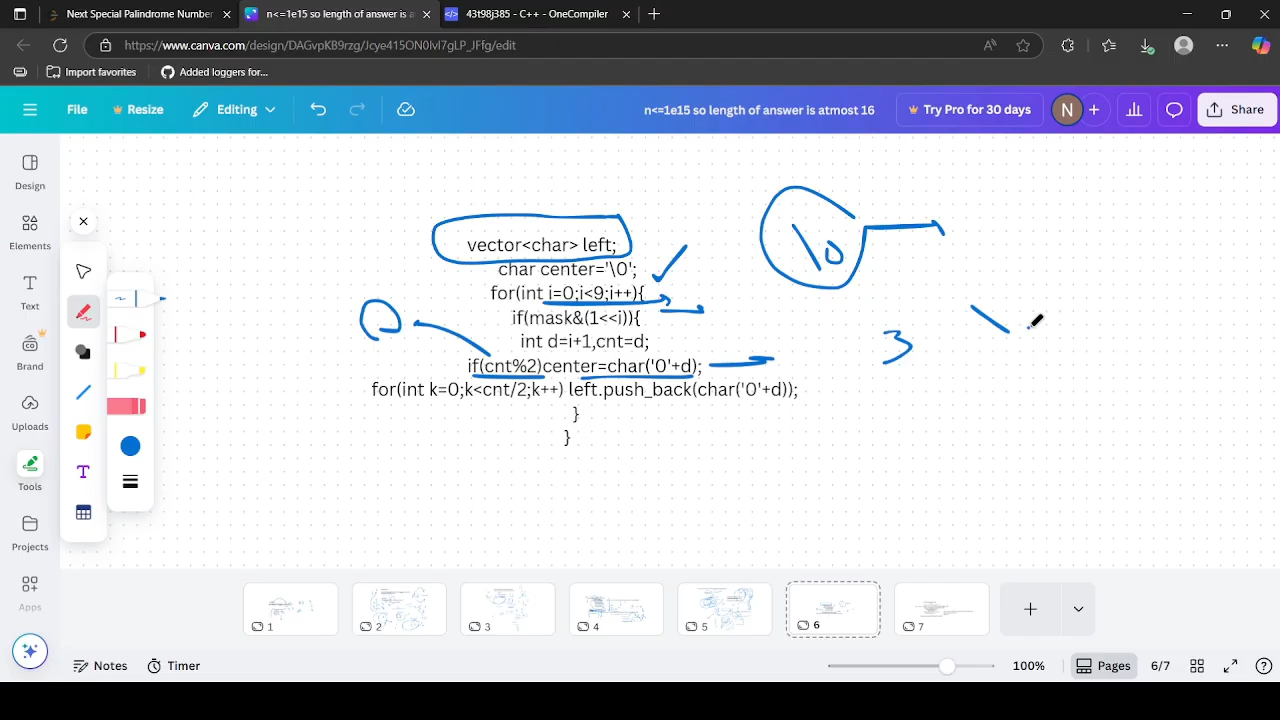 Next Special Palindrome Number
n<=1e15 so length of answer is a
43t98j385 - C++ - OneCompiler
https://www.canva.com/design/DAGvpKB9rzg/Jcye415ON0lvl7gLP_JFfg/edit
Import favorites
Added loggers for...
File
Resize
Editing
n<=1e15 so length of answer is atmost 16
Try Pro for 30 days
N
Share
Design
Elements
Text
Brand
Uploads
Tools
Projects
Apps
vector<char> left;
char center='\0';
for(int i=0;i<9;i++){
if(mask&(1<<i)){
int d=i+1,cnt=d;
if(cnt%2)center=char('0'+d);
for(int k=0;k<cnt/2;k++) left.push_back(char('0'+d));
}
}
\0
3
1
2
3
4
5
6
7
Notes
Timer
100%
Pages
6/7